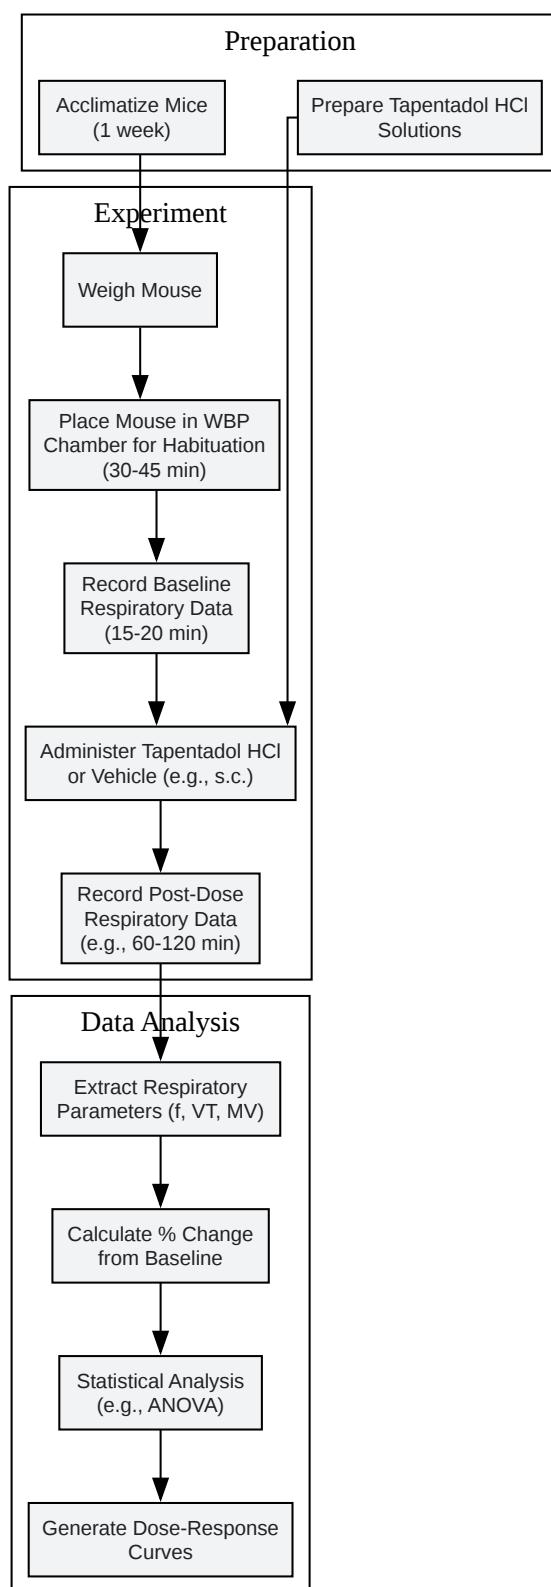 Preparation
Acclimatize Mice
(1 week)
Prepare Tapentadol HCl
Solutions
Experiment
Weigh Mouse
Place Mouse in WBP
Chamber for Habituation
(30-45 min)
Record Baseline
Respiratory Data
(15-20 min)
Administer Tapentadol HCl
or Vehicle (e.g., s.c.)
Record Post-Dose
Respiratory Data
(e.g., 60-120 min)
Data Analysis
Extract Respiratory
Parameters (f, VT, MV)
Calculate % Change
from Baseline
Statistical Analysis
(e.g., ANOVA)
Generate Dose-Response
Curves